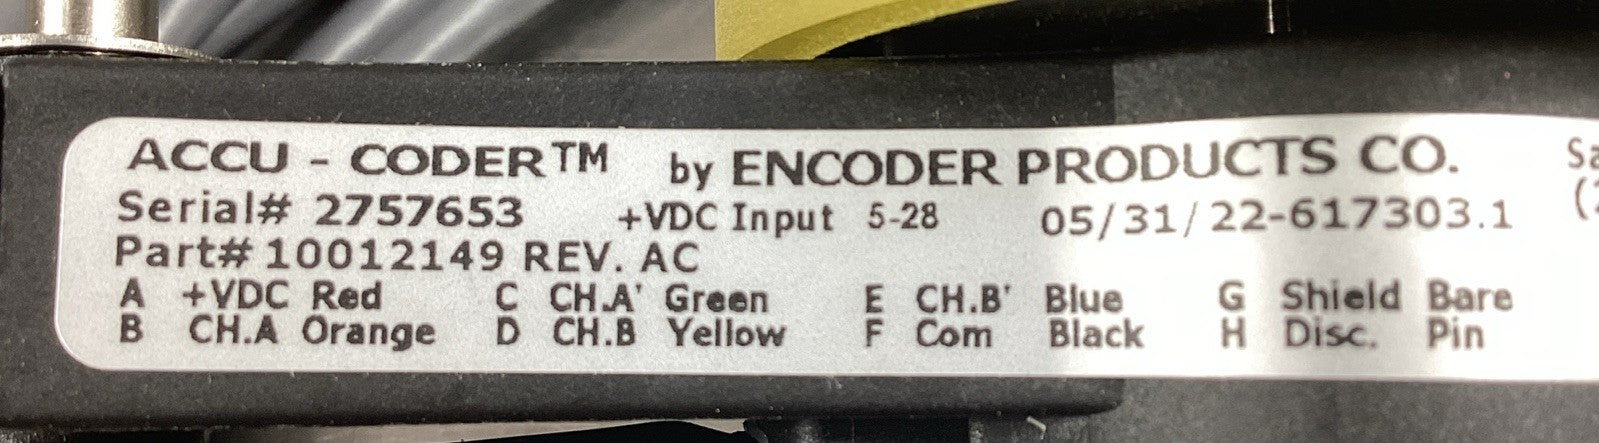 ACCU - CODER™ by ENCODER PRODUCTS CO.
Serial# 2757653 +VDC Input 5-28 05/31/22-617303.1
Part# 10012149 REV. AC
A +VDC Red C CH.A' Green E CH.B' Blue G Shield Bare
B CH.A Orange D CH.B Yellow F Com Black H Disc. Pin